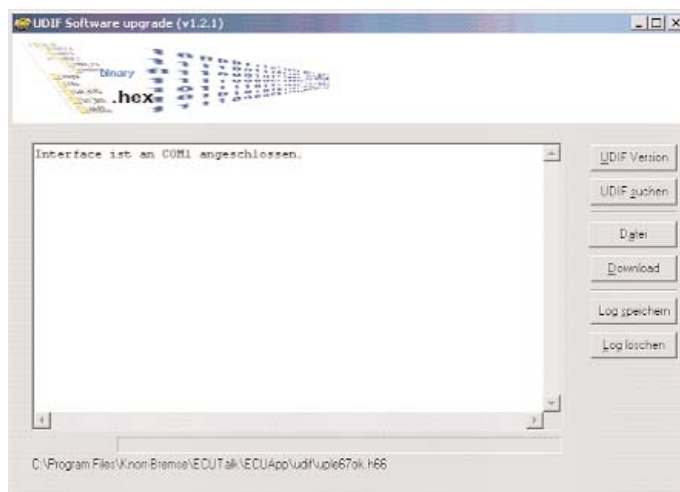 UDIF Software upgrade (v1.2.1)
binary
.hex
Interface ist an COM1 angeschlossen.
UDIF Version
UDIF suchen
Datei
Download
Log speichern
Log löschen
C:\Program Files\Knorr-Bremse\ECUTalk\ECUApp\udif\uple67ok.h66